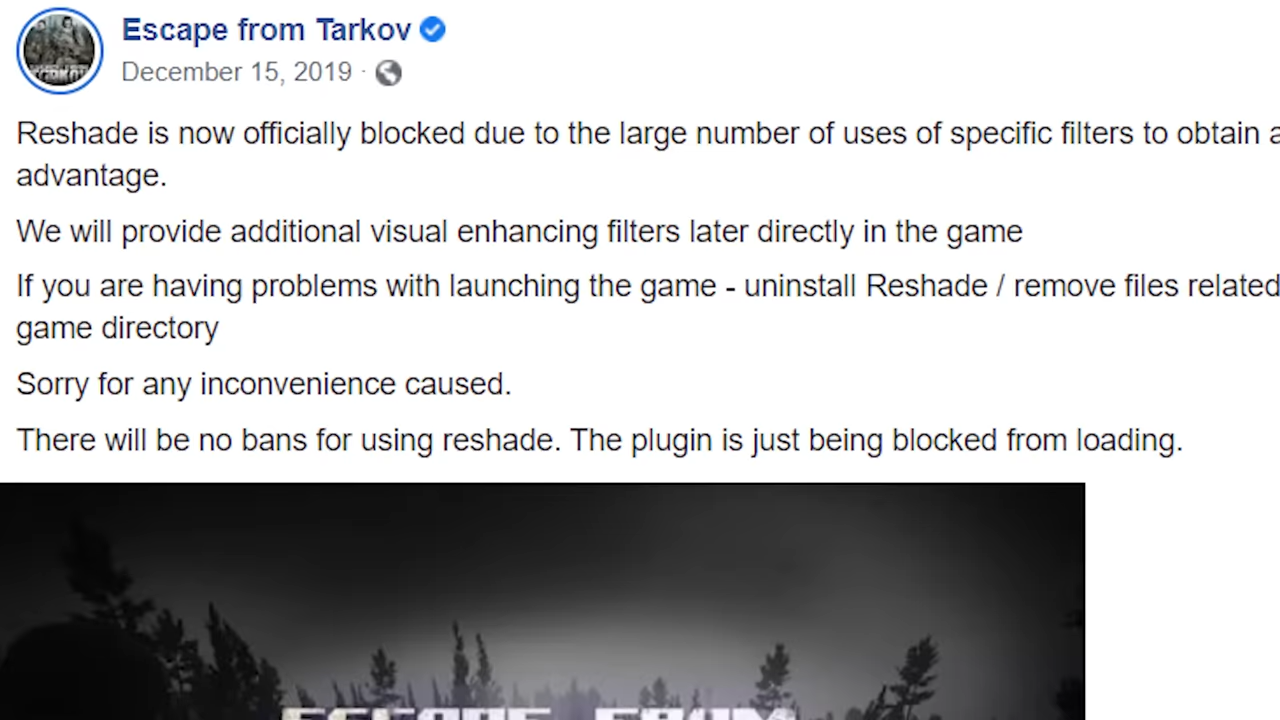 Escape from Tarkov
December 15, 2019 ·
Reshade is now officially blocked due to the large number of uses of specific filters to obtain a
advantage.
We will provide additional visual enhancing filters later directly in the game
If you are having problems with launching the game - uninstall Reshade / remove files related
game directory
Sorry for any inconvenience caused.
There will be no bans for using reshade. The plugin is just being blocked from loading.
ESCAPE FROM